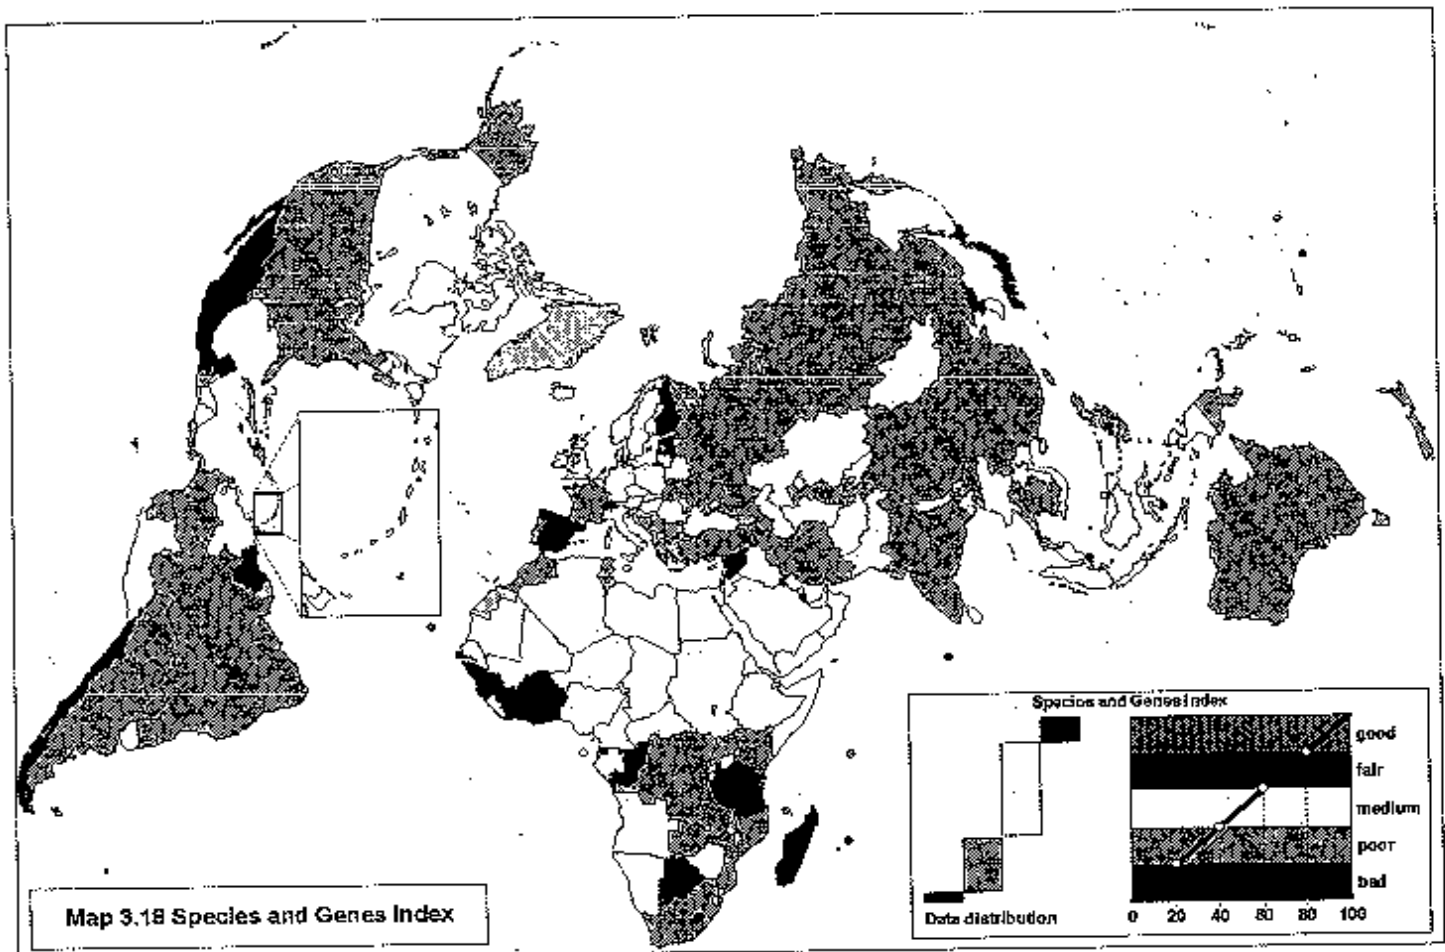 Species and Genes Index
good
fair
medium
poor
bad
Data distribution
0 20 40 60 80 100
Map 3.18 Species and Genes Index